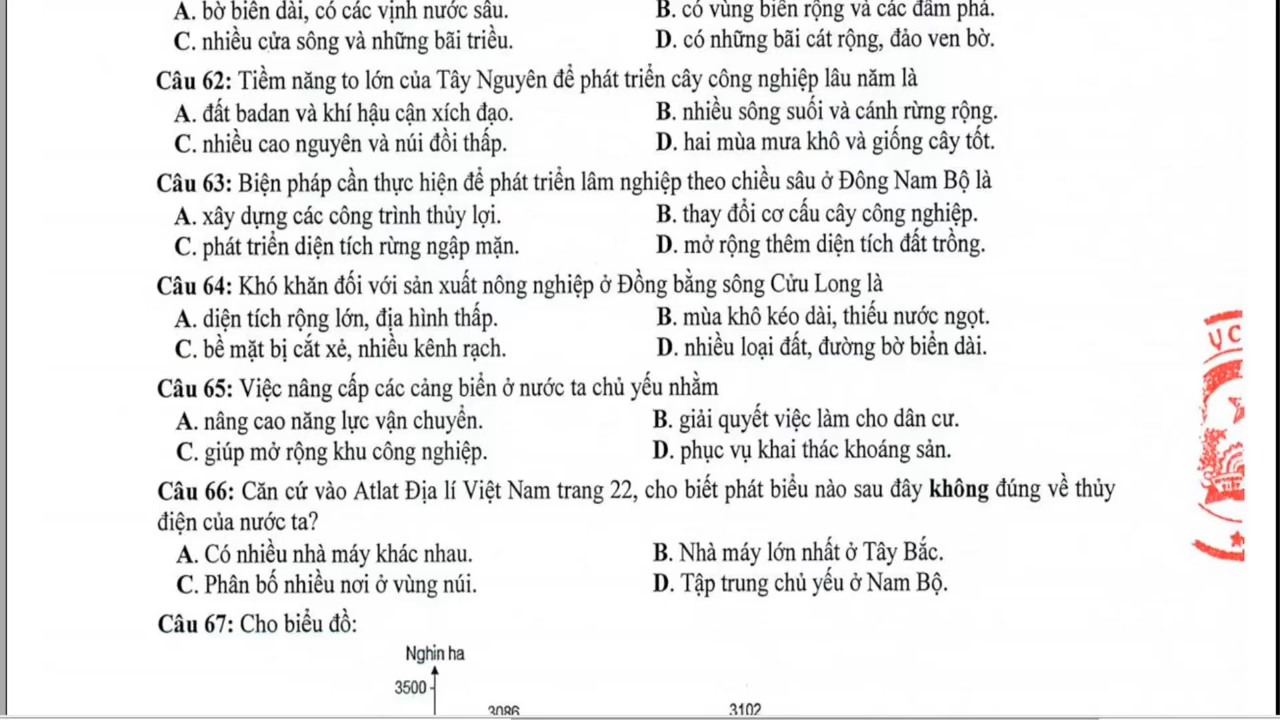 A. bờ biển dài, có các vịnh nước sâu.
B. có vùng biển rộng và các đầm phá.
C. nhiều cửa sông và những bãi triều.
D. có những bãi cát rộng, đảo ven bờ.
Câu 62: Tiềm năng to lớn của Tây Nguyên để phát triển cây công nghiệp lâu năm là
A. đất badan và khí hậu cận xích đạo.
B. nhiều sông suối và cánh rừng rộng.
C. nhiều cao nguyên và núi đồi thấp.
D. hai mùa mưa khô và giống cây tốt.
Câu 63: Biện pháp cần thực hiện để phát triển lâm nghiệp theo chiều sâu ở Đông Nam Bộ là
A. xây dựng các công trình thủy lợi.
B. thay đổi cơ cấu cây công nghiệp.
C. phát triển diện tích rừng ngập mặn.
D. mở rộng thêm diện tích đất trồng.
Câu 64: Khó khăn đối với sản xuất nông nghiệp ở Đồng bằng sông Cửu Long là
A. diện tích rộng lớn, địa hình thấp.
B. mùa khô kéo dài, thiếu nước ngọt.
C. bề mặt bị cắt xẻ, nhiều kênh rạch.
D. nhiều loại đất, đường bờ biển dài.
Câu 65: Việc nâng cấp các cảng biển ở nước ta chủ yếu nhằm
A. nâng cao năng lực vận chuyển.
B. giải quyết việc làm cho dân cư.
C. giúp mở rộng khu công nghiệp.
D. phục vụ khai thác khoáng sản.
Câu 66: Căn cứ vào Atlat Địa lí Việt Nam trang 22, cho biết phát biểu nào sau đây không đúng về thủy
điện của nước ta?
A. Có nhiều nhà máy khác nhau.
B. Nhà máy lớn nhất ở Tây Bắc.
C. Phân bố nhiều nơi ở vùng núi.
D. Tập trung chủ yếu ở Nam Bộ.
Câu 67: Cho biểu đồ:
Nghìn ha
3500
3086
3102
ỤC